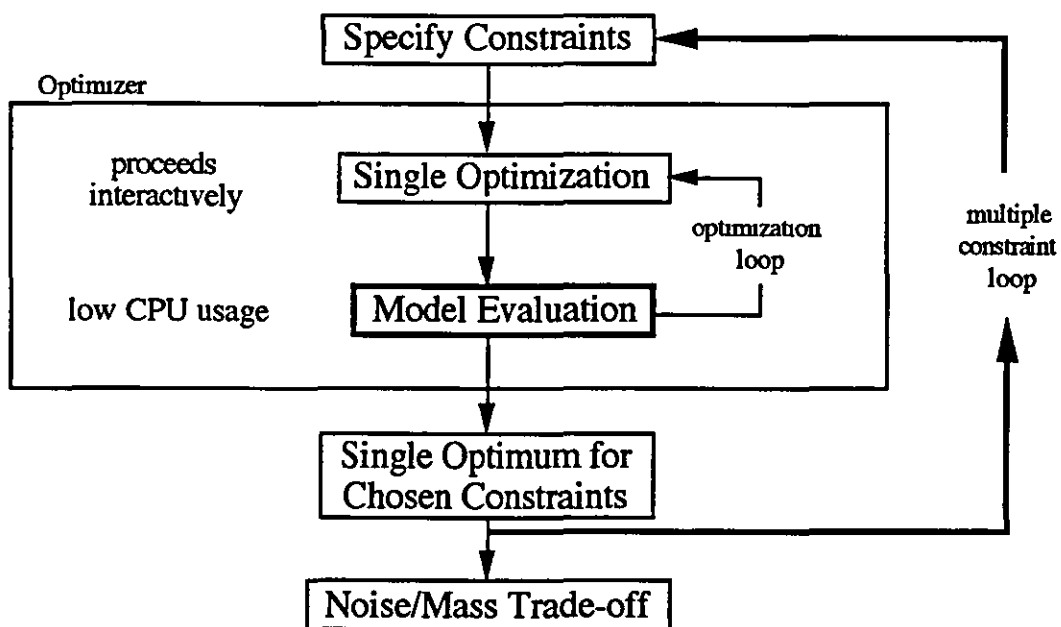 Specify Constraints
Optimizer
proceeds
interactively
Single Optimization
optimization
loop
multiple
constraint
loop
low CPU usage
Model Evaluation
Single Optimum for
Chosen Constraints
Noise/Mass Trade-off